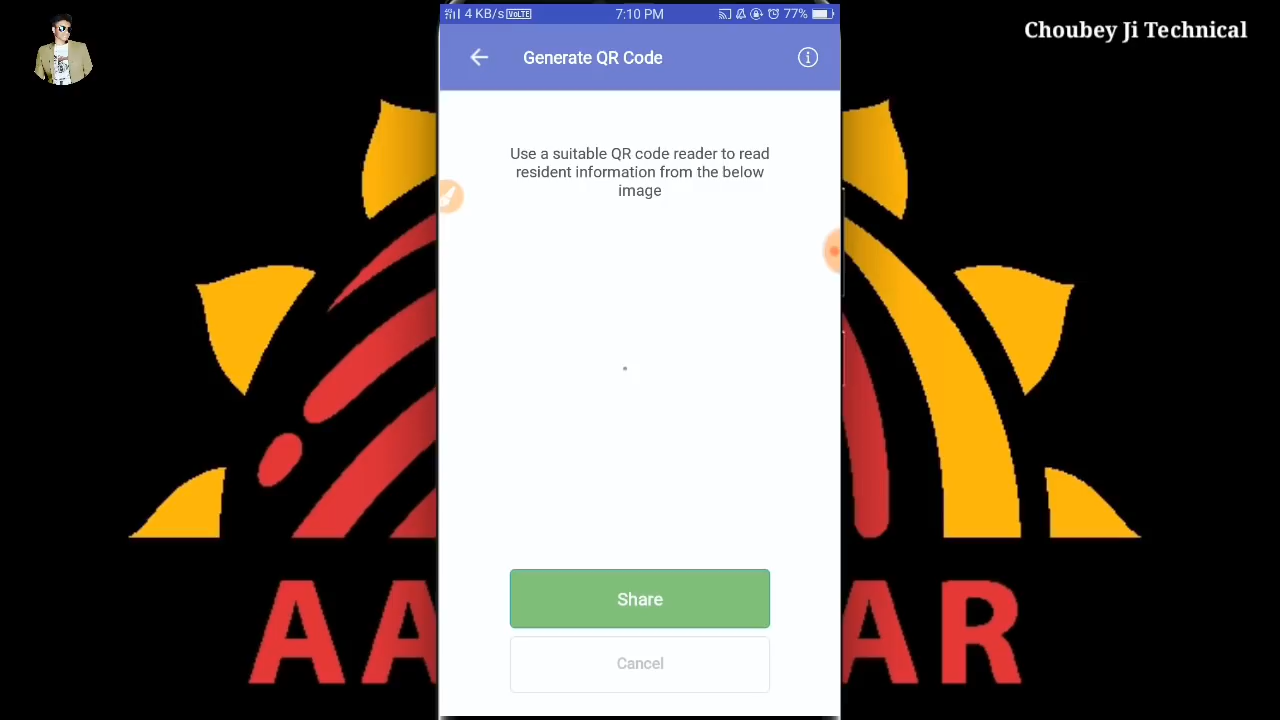 4 KB/s VoLTE 7:10 PM 77%
Choubey Ji Technical
Generate QR Code
Use a suitable QR code reader to read
resident information from the below
image
Share
Cancel
AA AR